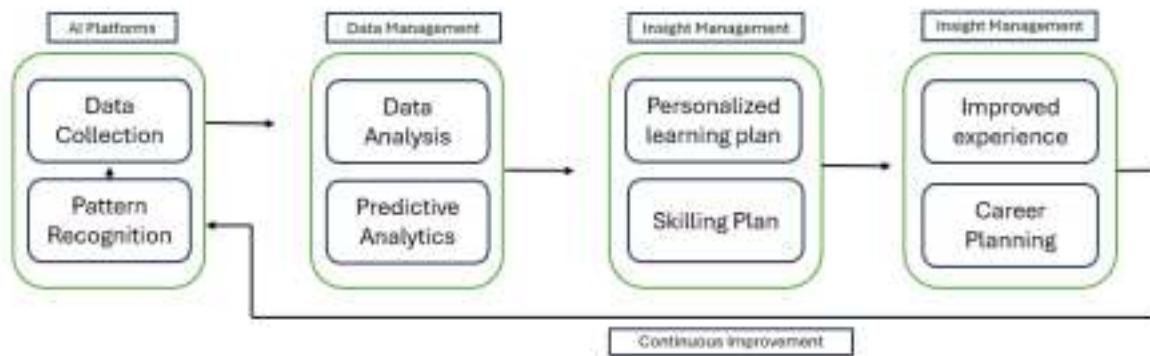 AI Platforms
Data Management
Insight Management
Insight Management
Data
Collection
Pattern
Recognition
Data
Analysis
Predictive
Analytics
Personalized
learning plan
Skilling Plan
Improved
experience
Career
Planning
Continuous Improvement